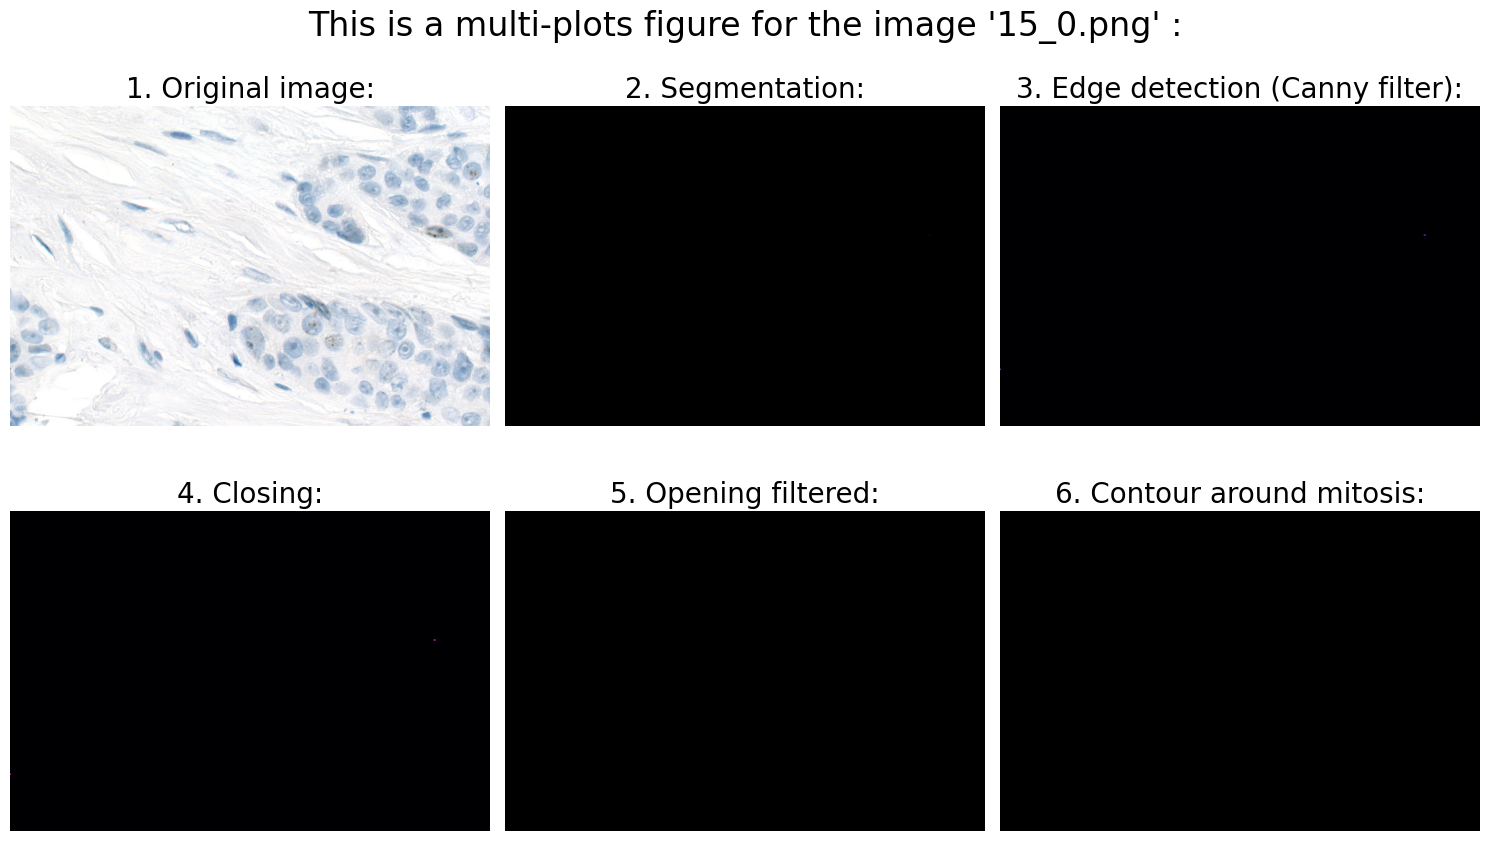 This is a multi-plots figure for the image '15_0.png' :
1. Original image:
2. Segmentation:
3. Edge detection (Canny filter):
4. Closing:
5. Opening filtered:
6. Contour around mitosis: